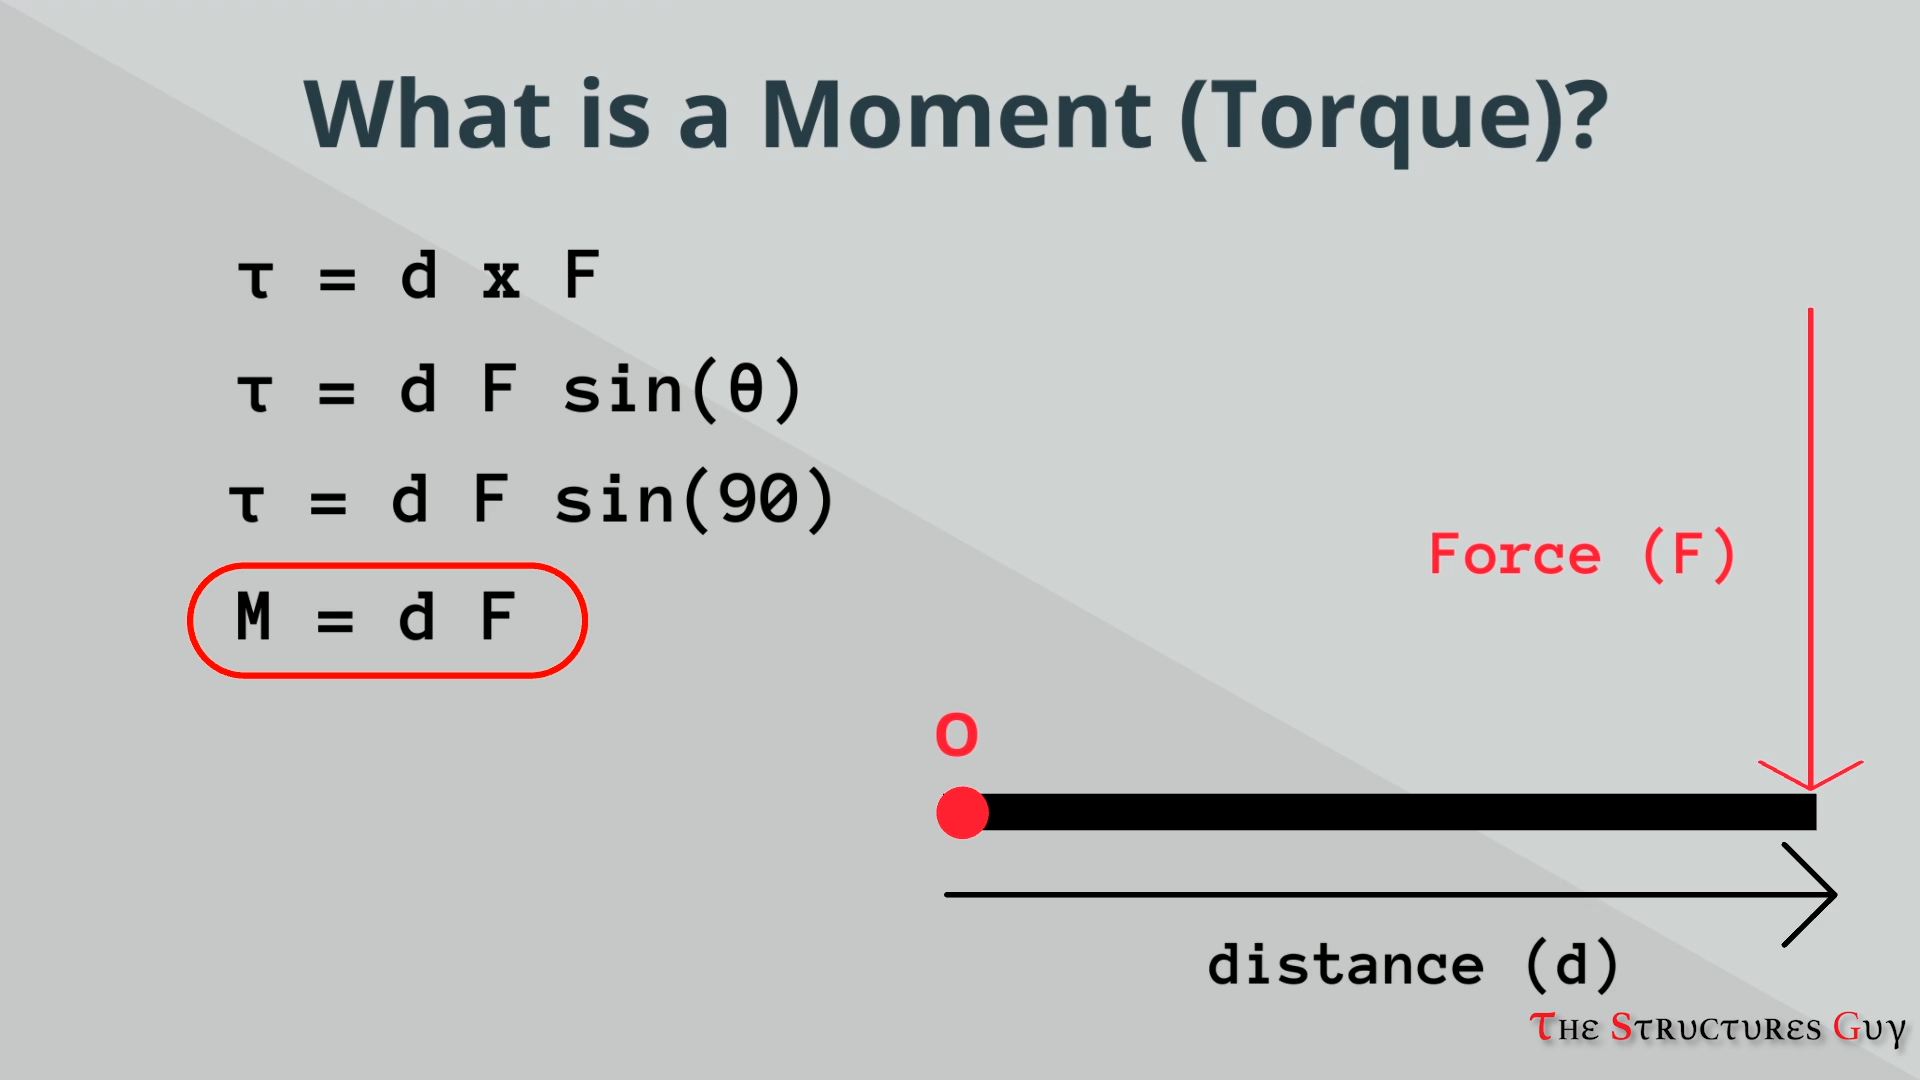 What is a Moment (Torque)?
τ = d x F
τ = d F sin(θ)
τ = d F sin(90)
M = d F
Force (F)
O
distance (d)
The Structures Guy